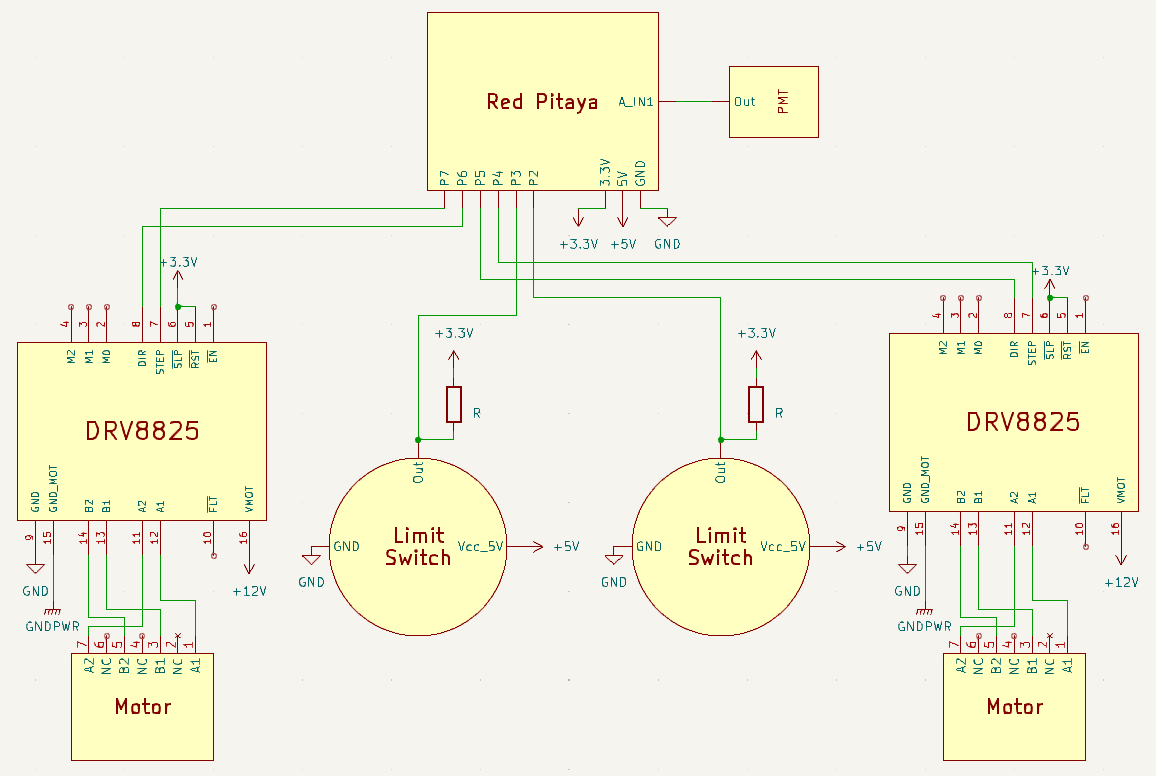 Red Pitaya
A_IN1
Out
PMT
P7
P6
P5
P4
P3
P2
3.3V
5V
GND
+3.3V
+5V
GND
+3.3V
4
3
2
8
7
6
5
1
M2
M1
M0
DIR
STEP
SLP
RST
EN
DRV8825
GND
GND_MOT
B2
B1
A2
A1
FLT
VMOT
9
15
14
13
11
12
10
16
GND
GNDPWR
+12V
7
6
5
4
3
2
1
A2
NC
B2
NC
B1
NC
A1
Motor
+3.3V
R
Out
Limit
Switch
GND
Vcc_5V
GND
+5V
+3.3V
R
Out
Limit
Switch
GND
Vcc_5V
GND
+5V
+3.3V
4
3
2
8
7
6
5
1
M2
M1
M0
DIR
STEP
SLP
RST
EN
DRV8825
GND
GND_MOT
B2
B1
A2
A1
FLT
VMOT
9
15
14
13
11
12
10
16
GND
GNDPWR
+12V
7
6
5
4
3
2
1
A2
NC
B2
NC
B1
NC
A1
Motor